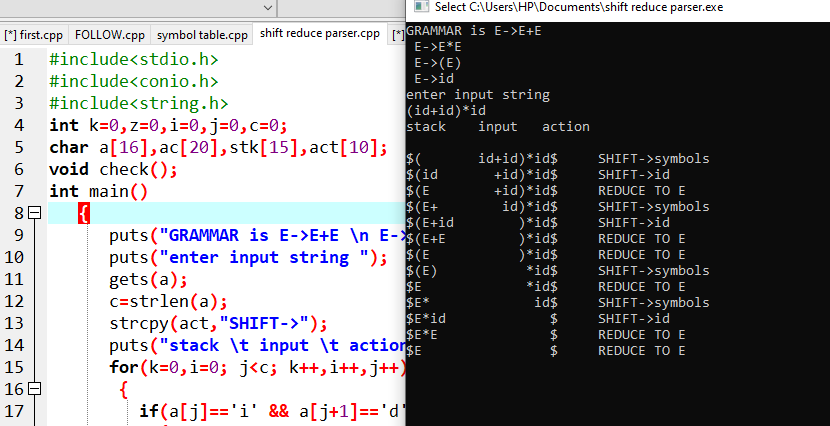 [*] first.cpp FOLLOW.cpp symbol table.cpp shift reduce parser.cpp [*]
1 #include<stdio.h>
2 #include<conio.h>
3 #include<string.h>
4 int k=0,z=0,i=0,j=0,c=0;
5 char a[16],ac[20],stk[15],act[10];
6 void check();
7 int main()
8 {
9 puts("GRAMMAR is E->E+E \n E->
10 puts("enter input string ");
11 gets(a);
12 c=strlen(a);
13 strcpy(act,"SHIFT->");
14 puts("stack \t input \t action
15 for(k=0,i=0; j<c; k++,i++,j++)
16 {
17 if(a[j]=='i' && a[j+1]=='d'
Select C:\Users\HP\Documents\shift reduce parser.exe
GRAMMAR is E->E+E
E->E*E
E->(E)
E->id
enter input string
(id+id)*id
stack input action
$( id+id)*id$ SHIFT->symbols
$(id +id)*id$ SHIFT->id
$(E +id)*id$ REDUCE TO E
$(E+ id)*id$ SHIFT->symbols
$(E+id )*id$ SHIFT->id
$(E+E )*id$ REDUCE TO E
$(E )*id$ REDUCE TO E
$(E) *id$ SHIFT->symbols
$E *id$ REDUCE TO E
$E* id$ SHIFT->symbols
$E*id $ SHIFT->id
$E*E $ REDUCE TO E
$E $ REDUCE TO E